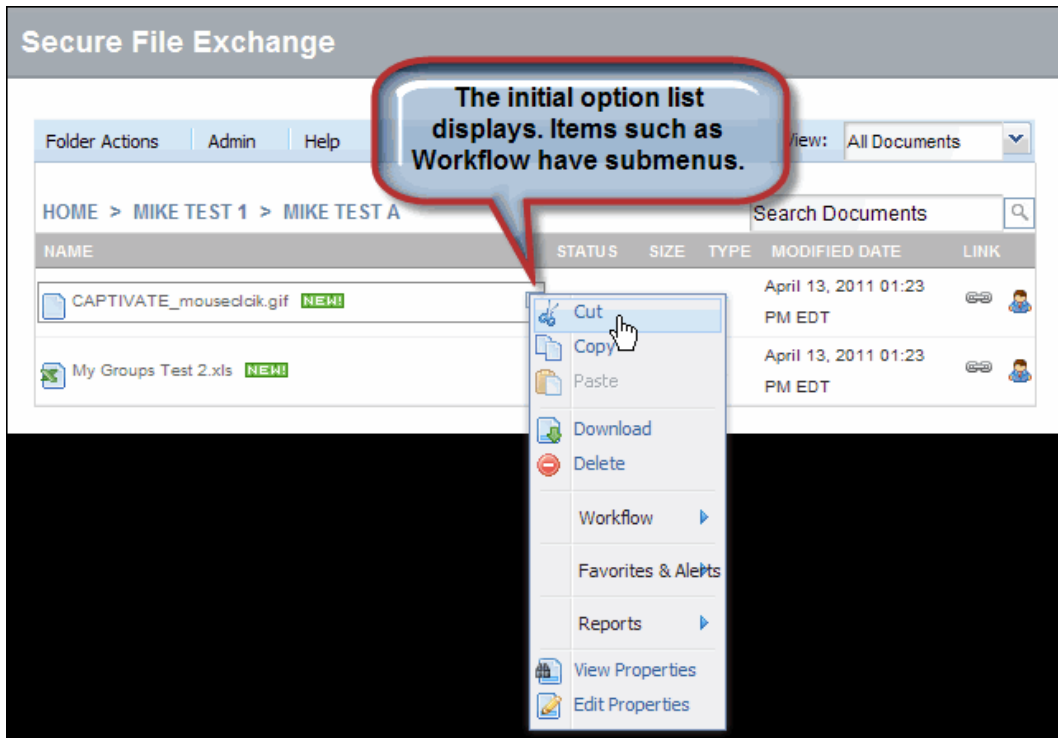 Secure File Exchange
The initial option list
displays. Items such as
Workflow have submenus.
Folder Actions Admin Help View: All Documents
HOME > MIKE TEST 1 > MIKE TEST A Search Documents
NAME STATUS SIZE TYPE MODIFIED DATE LINK
CAPTIVATE_mouseclcik.gif NEW! April 13, 2011 01:23
PM EDT
My Groups Test 2.xls NEW! April 13, 2011 01:23
PM EDT
Cut
Copy
Paste
Download
Delete
Workflow
Favorites & Alerts
Reports
View Properties
Edit Properties